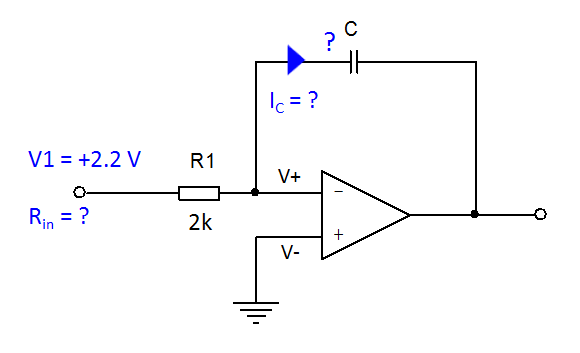 ? C
I_C = ?
V1 = +2.2 V
R1
V+
−
R_in = ?
2k
+
V-